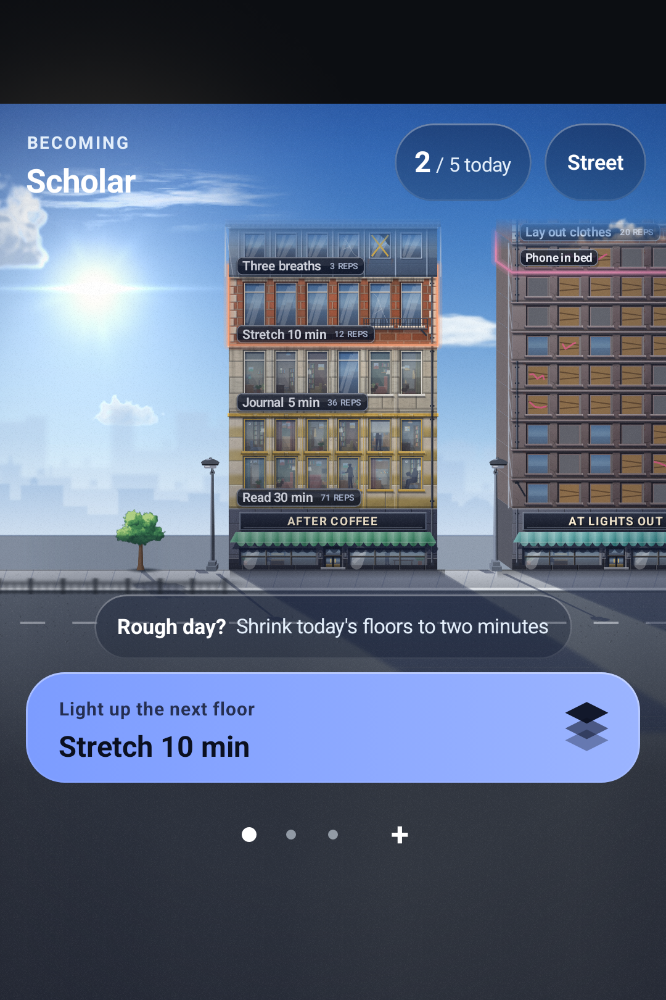 BECOMING
Scholar
2 / 5 today
Street
Three breaths 3 REPS
Stretch 10 min 12 REPS
Journal 5 min 36 REPS
Read 30 min 71 REPS
AFTER COFFEE
Lay out clothes 20 REPS
Phone in bed
AT LIGHTS OUT
Rough day? Shrink today's floors to two minutes
Light up the next floor
Stretch 10 min
+